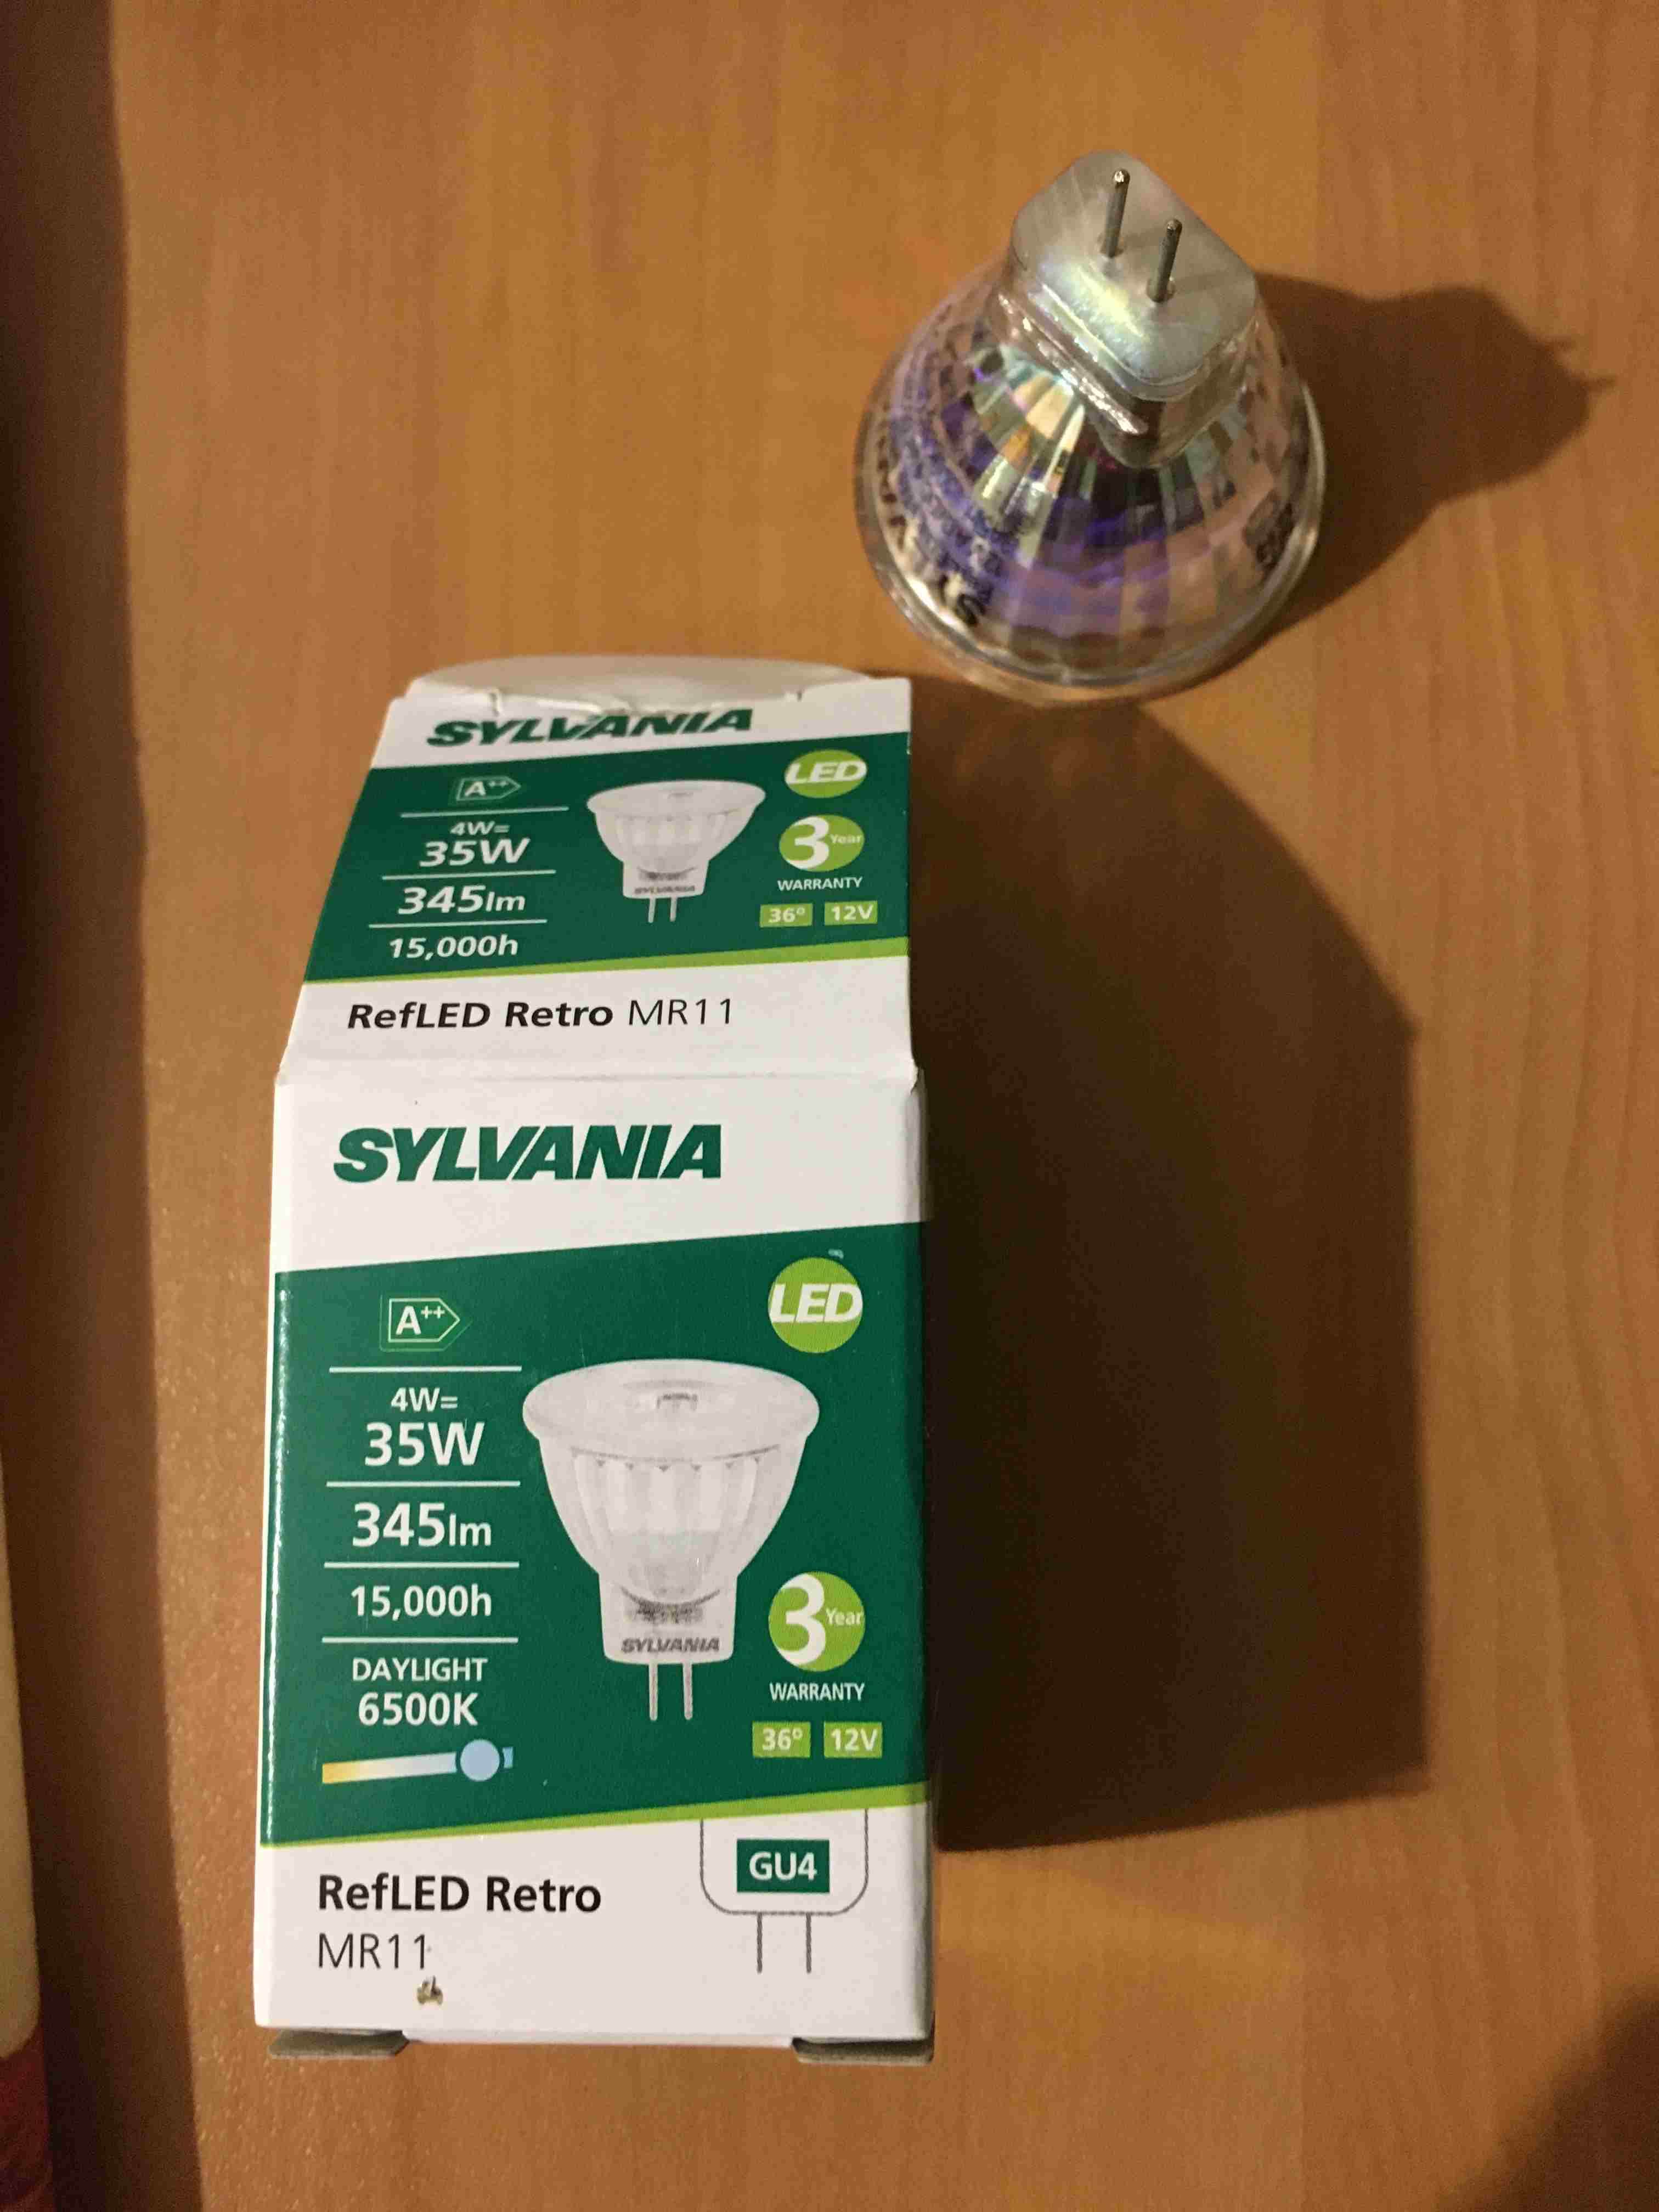 SYLVANIA
A++
LED
4W=
35W
345lm
15,000h
3 Year
WARRANTY
36° 12V
SYLVANIA
RefLED Retro MR11
SYLVANIA
A++
LED
4W=
35W
345lm
15,000h
DAYLIGHT
6500K
SYLVANIA
3 Year
WARRANTY
36° 12V
RefLED Retro
MR11
GU4